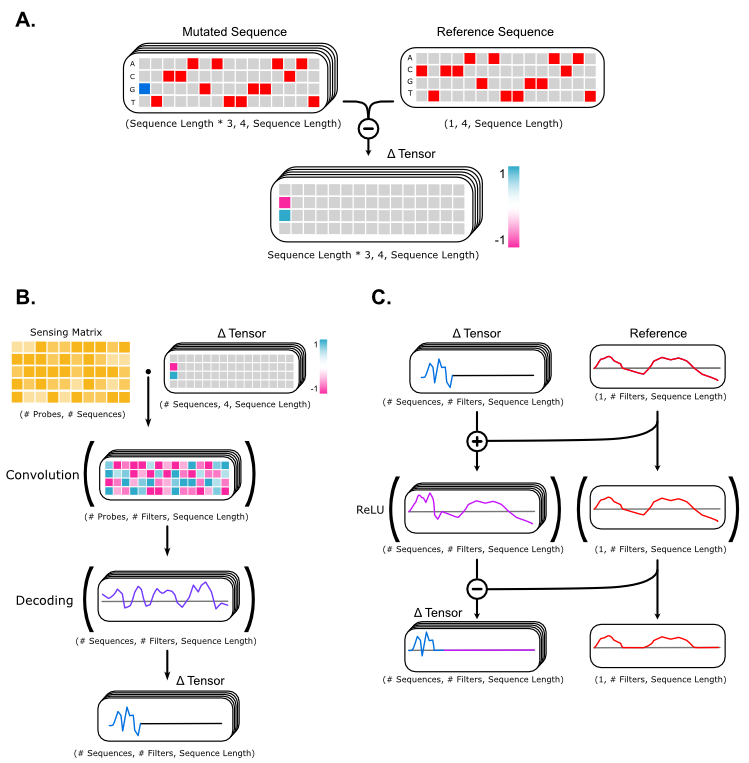 A.
Mutated Sequence
Reference Sequence
A
C
G
T
A
C
G
T
(Sequence Length * 3, 4, Sequence Length)
(1, 4, Sequence Length)
−
Δ Tensor
1
-1
Sequence Length * 3, 4, Sequence Length)
B.
Sensing Matrix
Δ Tensor
1
-1
(# Probes, # Sequences)
(# Sequences, 4, Sequence Length)
Convolution
(# Probes, # Filters, Sequence Length)
Decoding
(# Sequences, # Filters, Sequence Length)
Δ Tensor
(# Sequences, # Filters, Sequence Length)
C.
Δ Tensor
Reference
(# Sequences, # Filters, Sequence Length)
(1, # Filters, Sequence Length)
+
ReLU
(# Sequences, # Filters, Sequence Length)
(1, # Filters, Sequence Length)
−
Δ Tensor
(# Sequences, # Filters, Sequence Length)
(1, # Filters, Sequence Length)